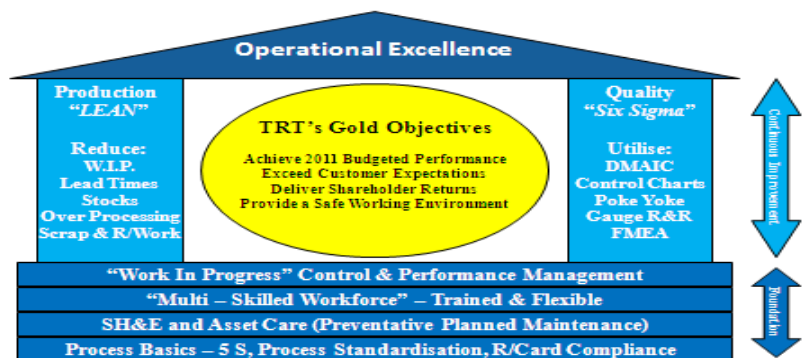 Operational Excellence
Production
“LEAN”
Reduce:
W.I.P.
Lead Times
Stocks
Over Processing
Scrap & R/Work
TRT’s Gold Objectives
Achieve 2011 Budgeted Performance
Exceed Customer Expectations
Deliver Shareholder Returns
Provide a Safe Working Environment
Quality
“Six Sigma”
Utilise:
DMAIC
Control Charts
Poke Yoke
Gauge R&R
FMEA
Continuous Improvement
“Work In Progress” Control & Performance Management
“Multi – Skilled Workforce” – Trained & Flexible
SH&E and Asset Care (Preventative Planned Maintenance)
Process Basics – 5 S, Process Standardisation, R/Card Compliance
Foundation